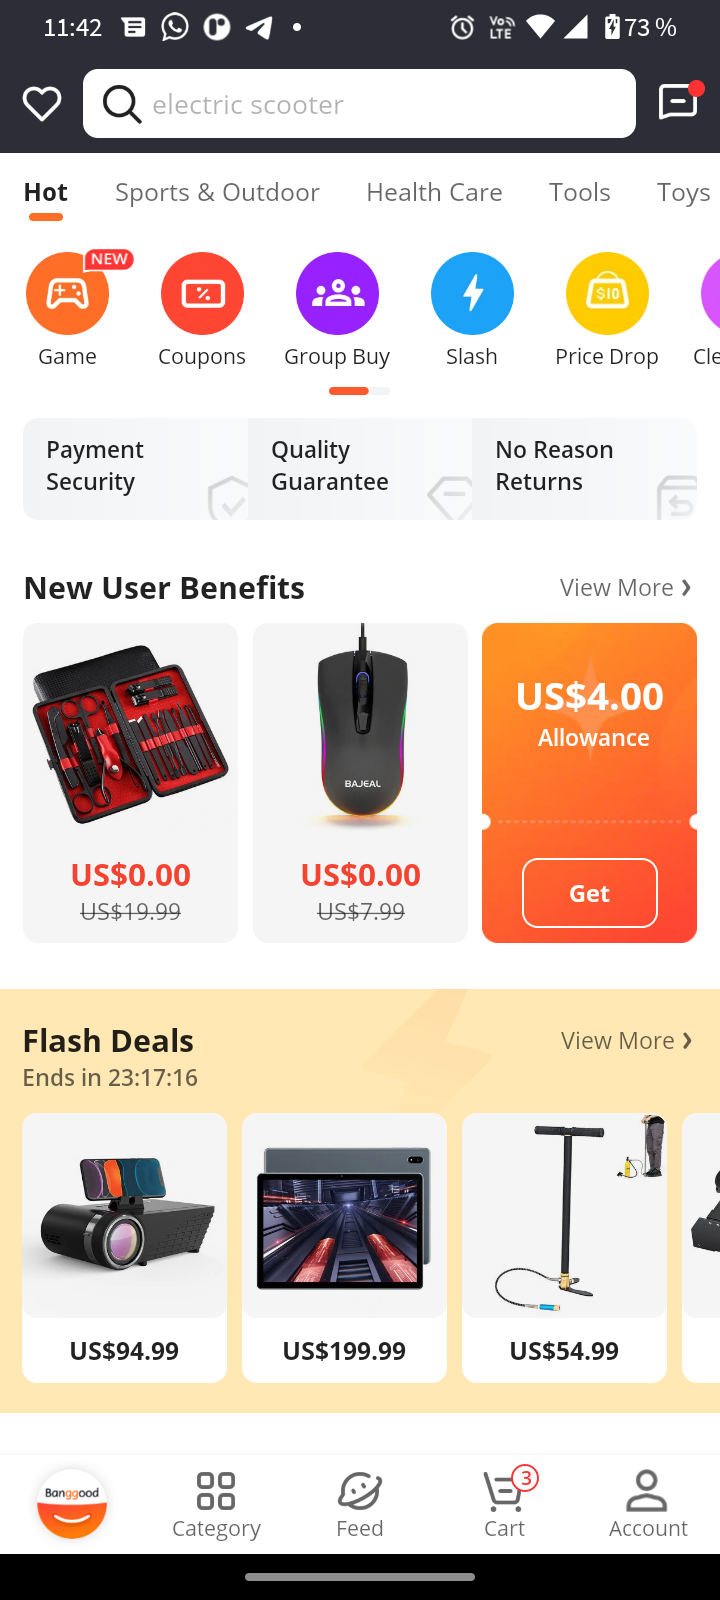 11:42
Vo LTE
73 %
electric scooter
Hot
Sports & Outdoor
Health Care
Tools
Toys
NEW
$10
Game
Coupons
Group Buy
Slash
Price Drop
Cle
Payment
Security
Quality
Guarantee
No Reason
Returns
New User Benefits
View More
BAJEAL
US$0.00
US$19.99
US$0.00
US$7.99
US$4.00
Allowance
Get
Flash Deals
View More
Ends in 23:17:16
US$94.99
US$199.99
US$54.99
Banggood
Category
Feed
3
Cart
Account